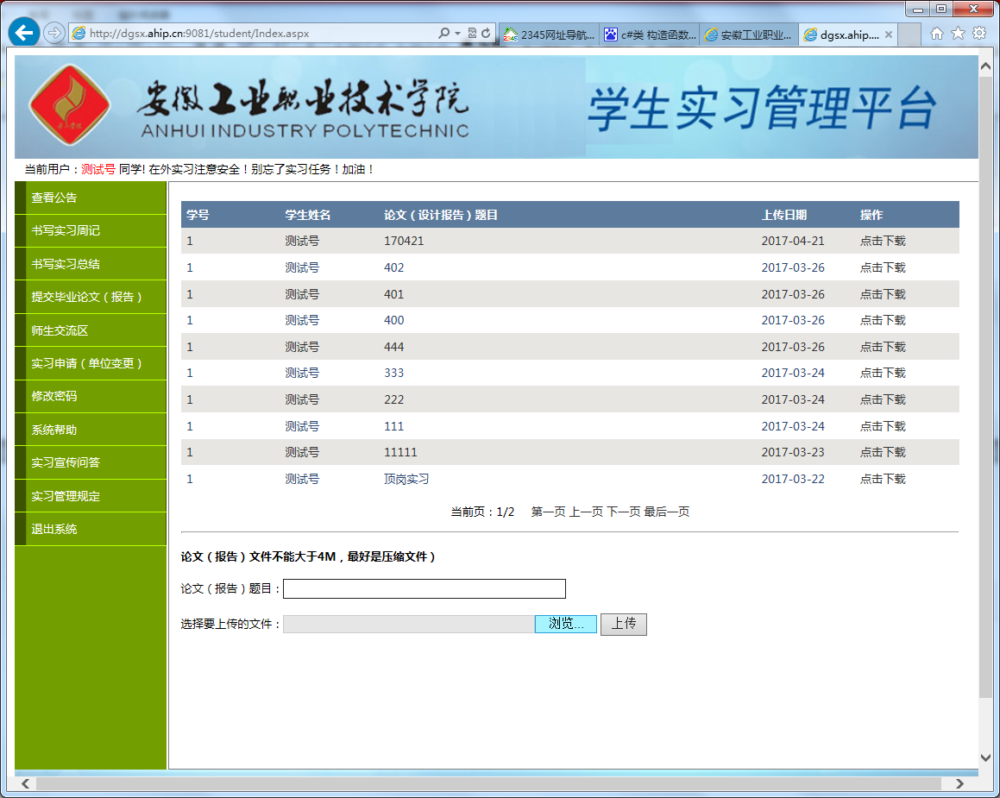 http://dgsx.ahip.cn:9081/student/Index.aspx
2345网址导航...
c#类 构造函数...
安徽工业职业...
dgsx.ahip....
安徽工业职业技术学院
ANHUI INDUSTRY POLYTECHNIC
学生实习管理平台
当前用户：测试号 同学! 在外实习注意安全！别忘了实习任务！加油！
查看公告
书写实习周记
书写实习总结
提交毕业论文（报告）
师生交流区
实习申请（单位变更）
修改密码
系统帮助
实习宣传问答
实习管理规定
退出系统
学号 学生姓名 论文（设计报告）题目 上传日期 操作
1 测试号 170421 2017-04-21 点击下载
1 测试号 402 2017-03-26 点击下载
1 测试号 401 2017-03-26 点击下载
1 测试号 400 2017-03-26 点击下载
1 测试号 444 2017-03-26 点击下载
1 测试号 333 2017-03-24 点击下载
1 测试号 222 2017-03-24 点击下载
1 测试号 111 2017-03-24 点击下载
1 测试号 11111 2017-03-23 点击下载
1 测试号 顶岗实习 2017-03-22 点击下载
当前页：1/2 第一页 上一页 下一页 最后一页
论文（报告）文件不能大于4M，最好是压缩文件）
论文（报告）题目：
选择要上传的文件： 浏览... 上传